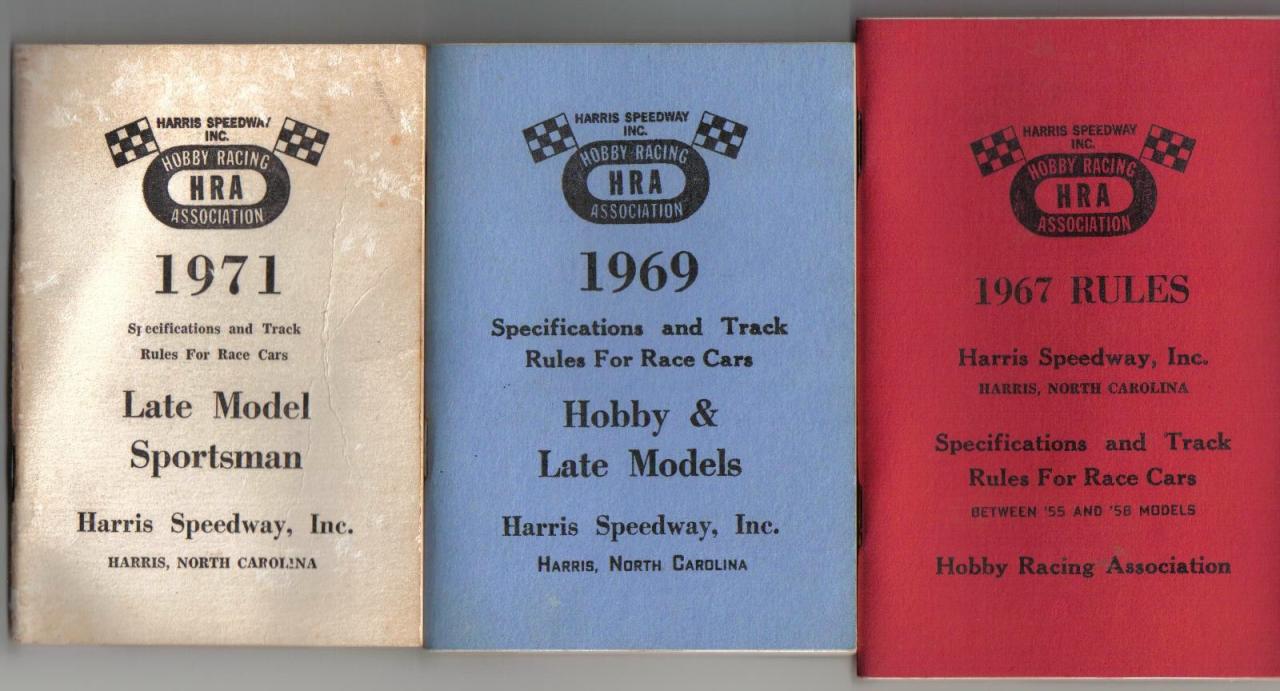 HARRIS SPEEDWAY
INC.
HOBBY RACING
HRA
ASSOCIATION
1971
Specifications and Track
Rules For Race Cars
Late Model
Sportsman
Harris Speedway, Inc.
HARRIS, NORTH CAROLINA
HARRIS SPEEDWAY
INC.
HOBBY RACING
HRA
ASSOCIATION
1969
Specifications and Track
Rules For Race Cars
Hobby &
Late Models
Harris Speedway, Inc.
HARRIS, NORTH CAROLINA
HARRIS SPEEDWAY
INC.
HOBBY RACING
HRA
ASSOCIATION
1967 RULES
Harris Speedway, Inc.
HARRIS, NORTH CAROLINA
Specifications and Track
Rules For Race Cars
BETWEEN '55 AND '58 MODELS
Hobby Racing Association